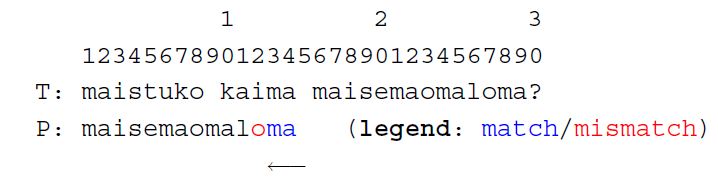 1         2         3
123456789012345678901234567890
T: maistuko kaima maisemaomaloma?
P: maisemaomaloma   (legend: match/mismatch)
←